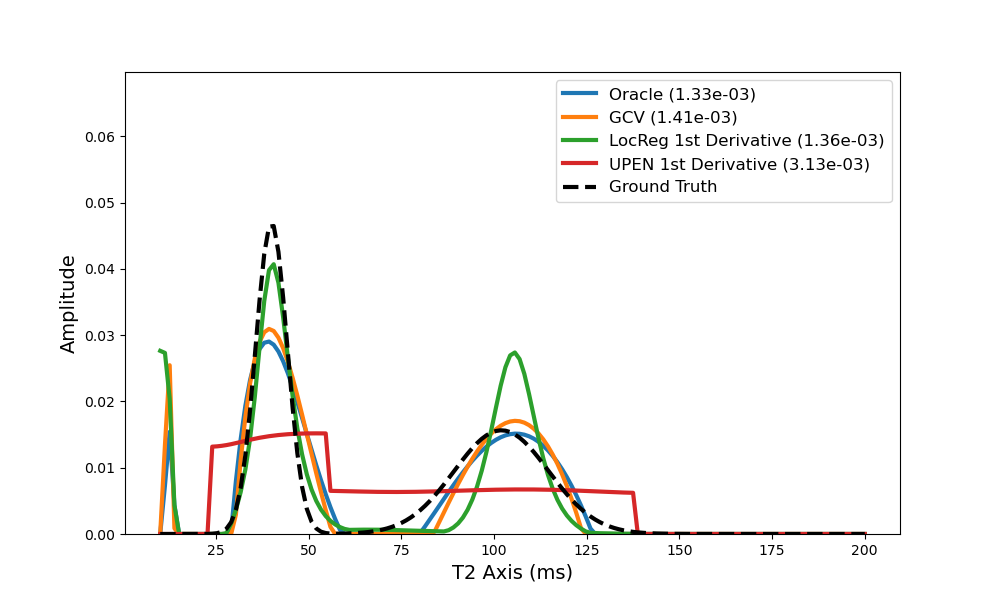 Oracle (1.33e-03)
GCV (1.41e-03)
LocReg 1st Derivative (1.36e-03)
UPEN 1st Derivative (3.13e-03)
Ground Truth
Amplitude
0.06
0.05
0.04
0.03
0.02
0.01
0.00
25 50 75 100 125 150 175 200
T2 Axis (ms)